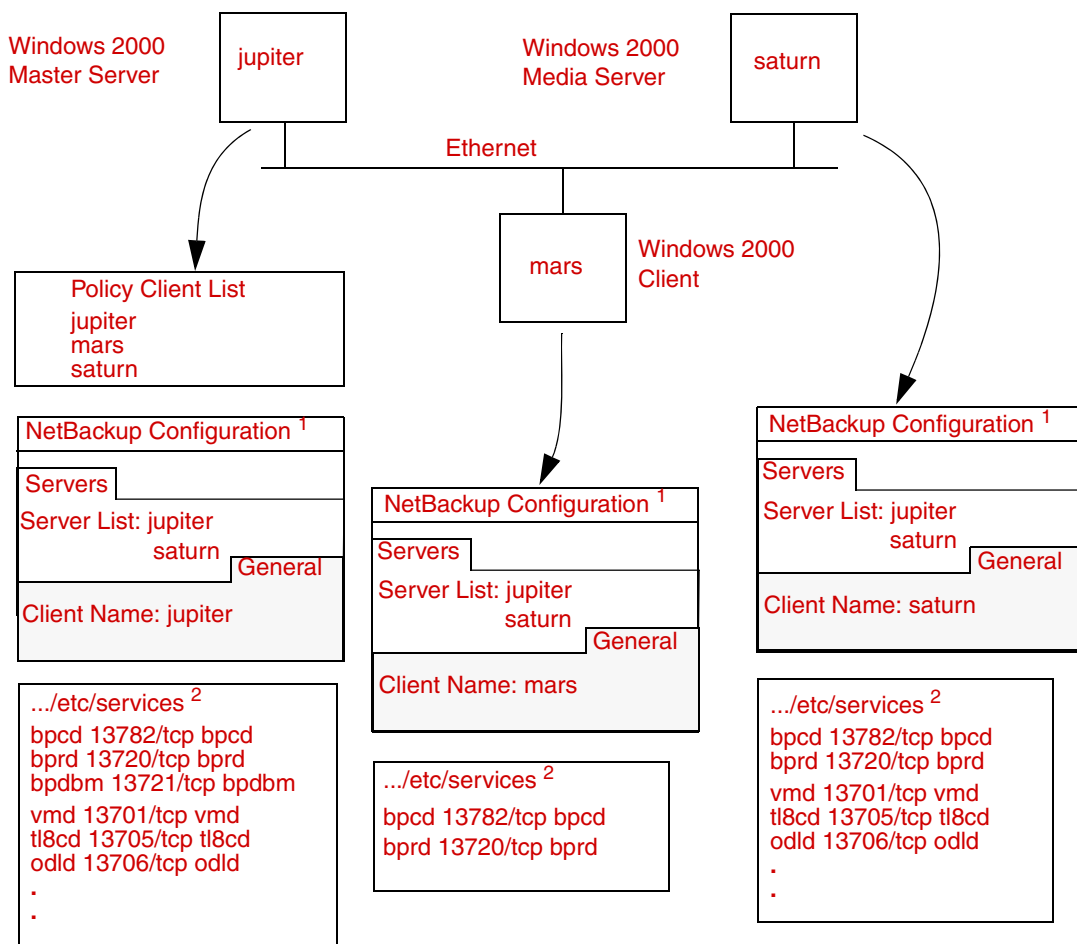 Windows 2000
Master Server
jupiter
Windows 2000
Media Server
saturn
Ethernet
mars
Windows 2000
Client
Policy Client List
jupiter
mars
saturn
NetBackup Configuration 1
Servers
Server List: jupiter
saturn
General
Client Name: jupiter
.../etc/services 2
bpcd 13782/tcp bpcd
bprd 13720/tcp bprd
bpdbm 13721/tcp bpdbm
vmd 13701/tcp vmd
tl8cd 13705/tcp tl8cd
odld 13706/tcp odld
.
.
NetBackup Configuration 1
Servers
Server List: jupiter
saturn
General
Client Name: mars
.../etc/services 2
bpcd 13782/tcp bpcd
bprd 13720/tcp bprd
NetBackup Configuration 1
Servers
Server List: jupiter
saturn
General
Client Name: saturn
.../etc/services 2
bpcd 13782/tcp bpcd
bprd 13720/tcp bprd
vmd 13701/tcp vmd
tl8cd 13705/tcp tl8cd
odld 13706/tcp odld
.
.